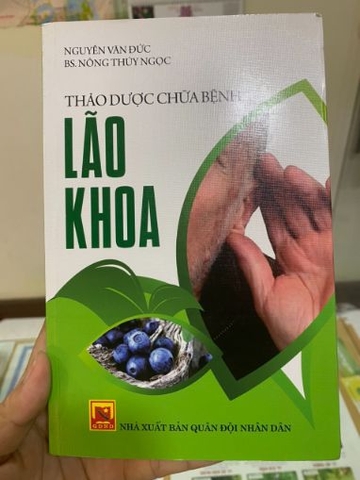 NGUYỄN VĂN ĐỨC
BS. NÔNG THÚY NGỌC
THẢO DƯỢC CHỮA BỆNH
LÃO
KHOA
NHÀ XUẤT BẢN QUÂN ĐỘI NHÂN DÂN